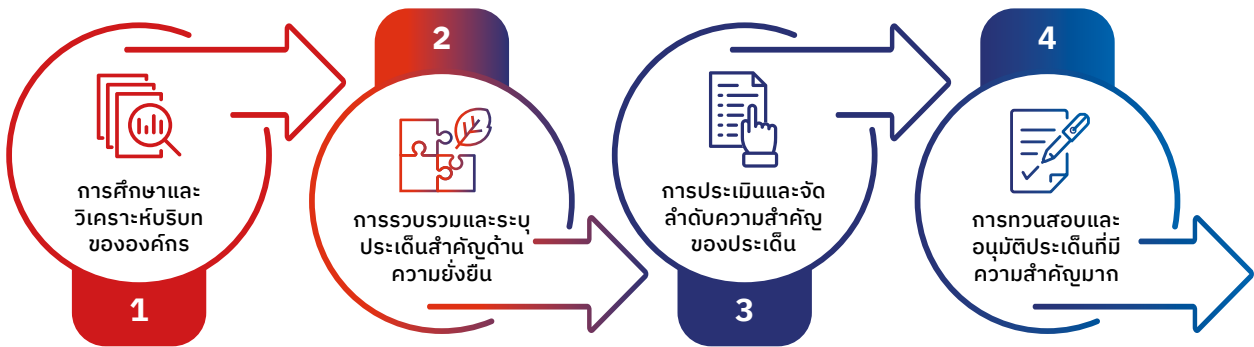 การศึกษาและ
วิเคราะห์บริบท
ขององค์กร
1
2
การรวบรวมและระบุ
ประเด็นสำคัญด้าน
ความยั่งยืน
การประเมินและจัด
ลำดับความสำคัญ
ของประเด็น
3
4
การทวนสอบและ
อนุมัติประเด็นที่มี
ความสำคัญมาก